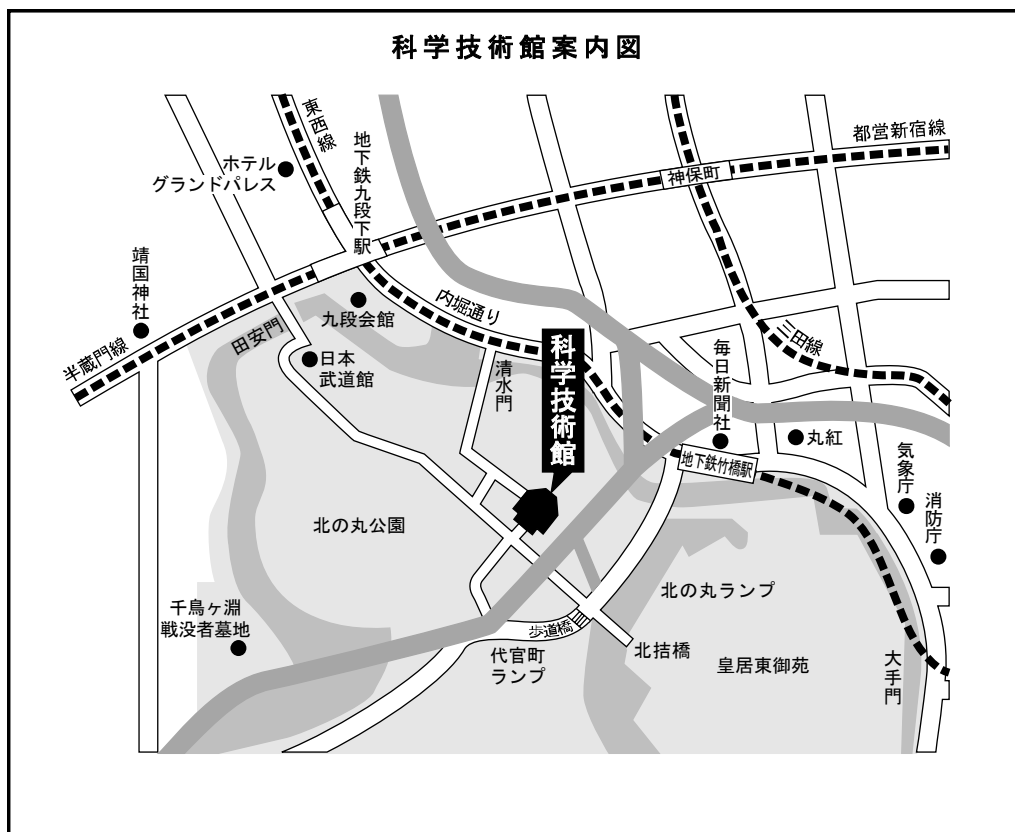 科学技術館案内図
東西線
地下鉄九段下駅
都営新宿線
ホテル
グランドパレス
神保町
靖国神社
九段会館
内堀通り
田安門
半蔵門線
日本
武道館
清水門
科学技術館
毎日新聞社
三田線
丸紅
地下鉄竹橋駅
気象庁
消防庁
北の丸公園
千鳥ヶ淵
戦没者墓地
北の丸ランプ
歩道橋
代官町
ランプ
北拮橋
皇居東御苑
大手門